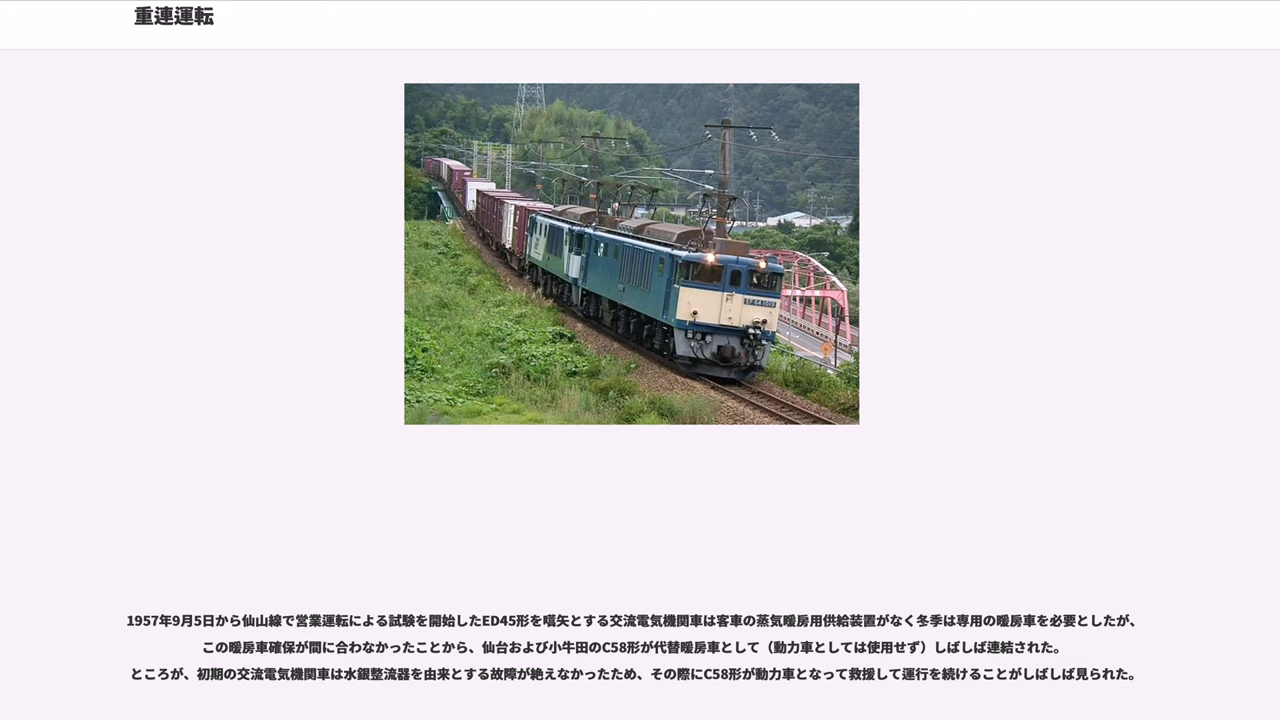 重連運転
EF64 1019
1957年9月5日から仙山線で営業運転による試験を開始したED45形を嚆矢とする交流電気機関車は客車の蒸気暖房用供給装置がなく冬季は専用の暖房車を必要としたが、
この暖房車確保が間に合わなかったことから、仙台および小牛田のC58形が代替暖房車として（動力車としては使用せず）しばしば連結された。
ところが、初期の交流電気機関車は水銀整流器を由来とする故障が絶えなかったため、その際にC58形が動力車となって救援して運行を続けることがしばしば見られた。